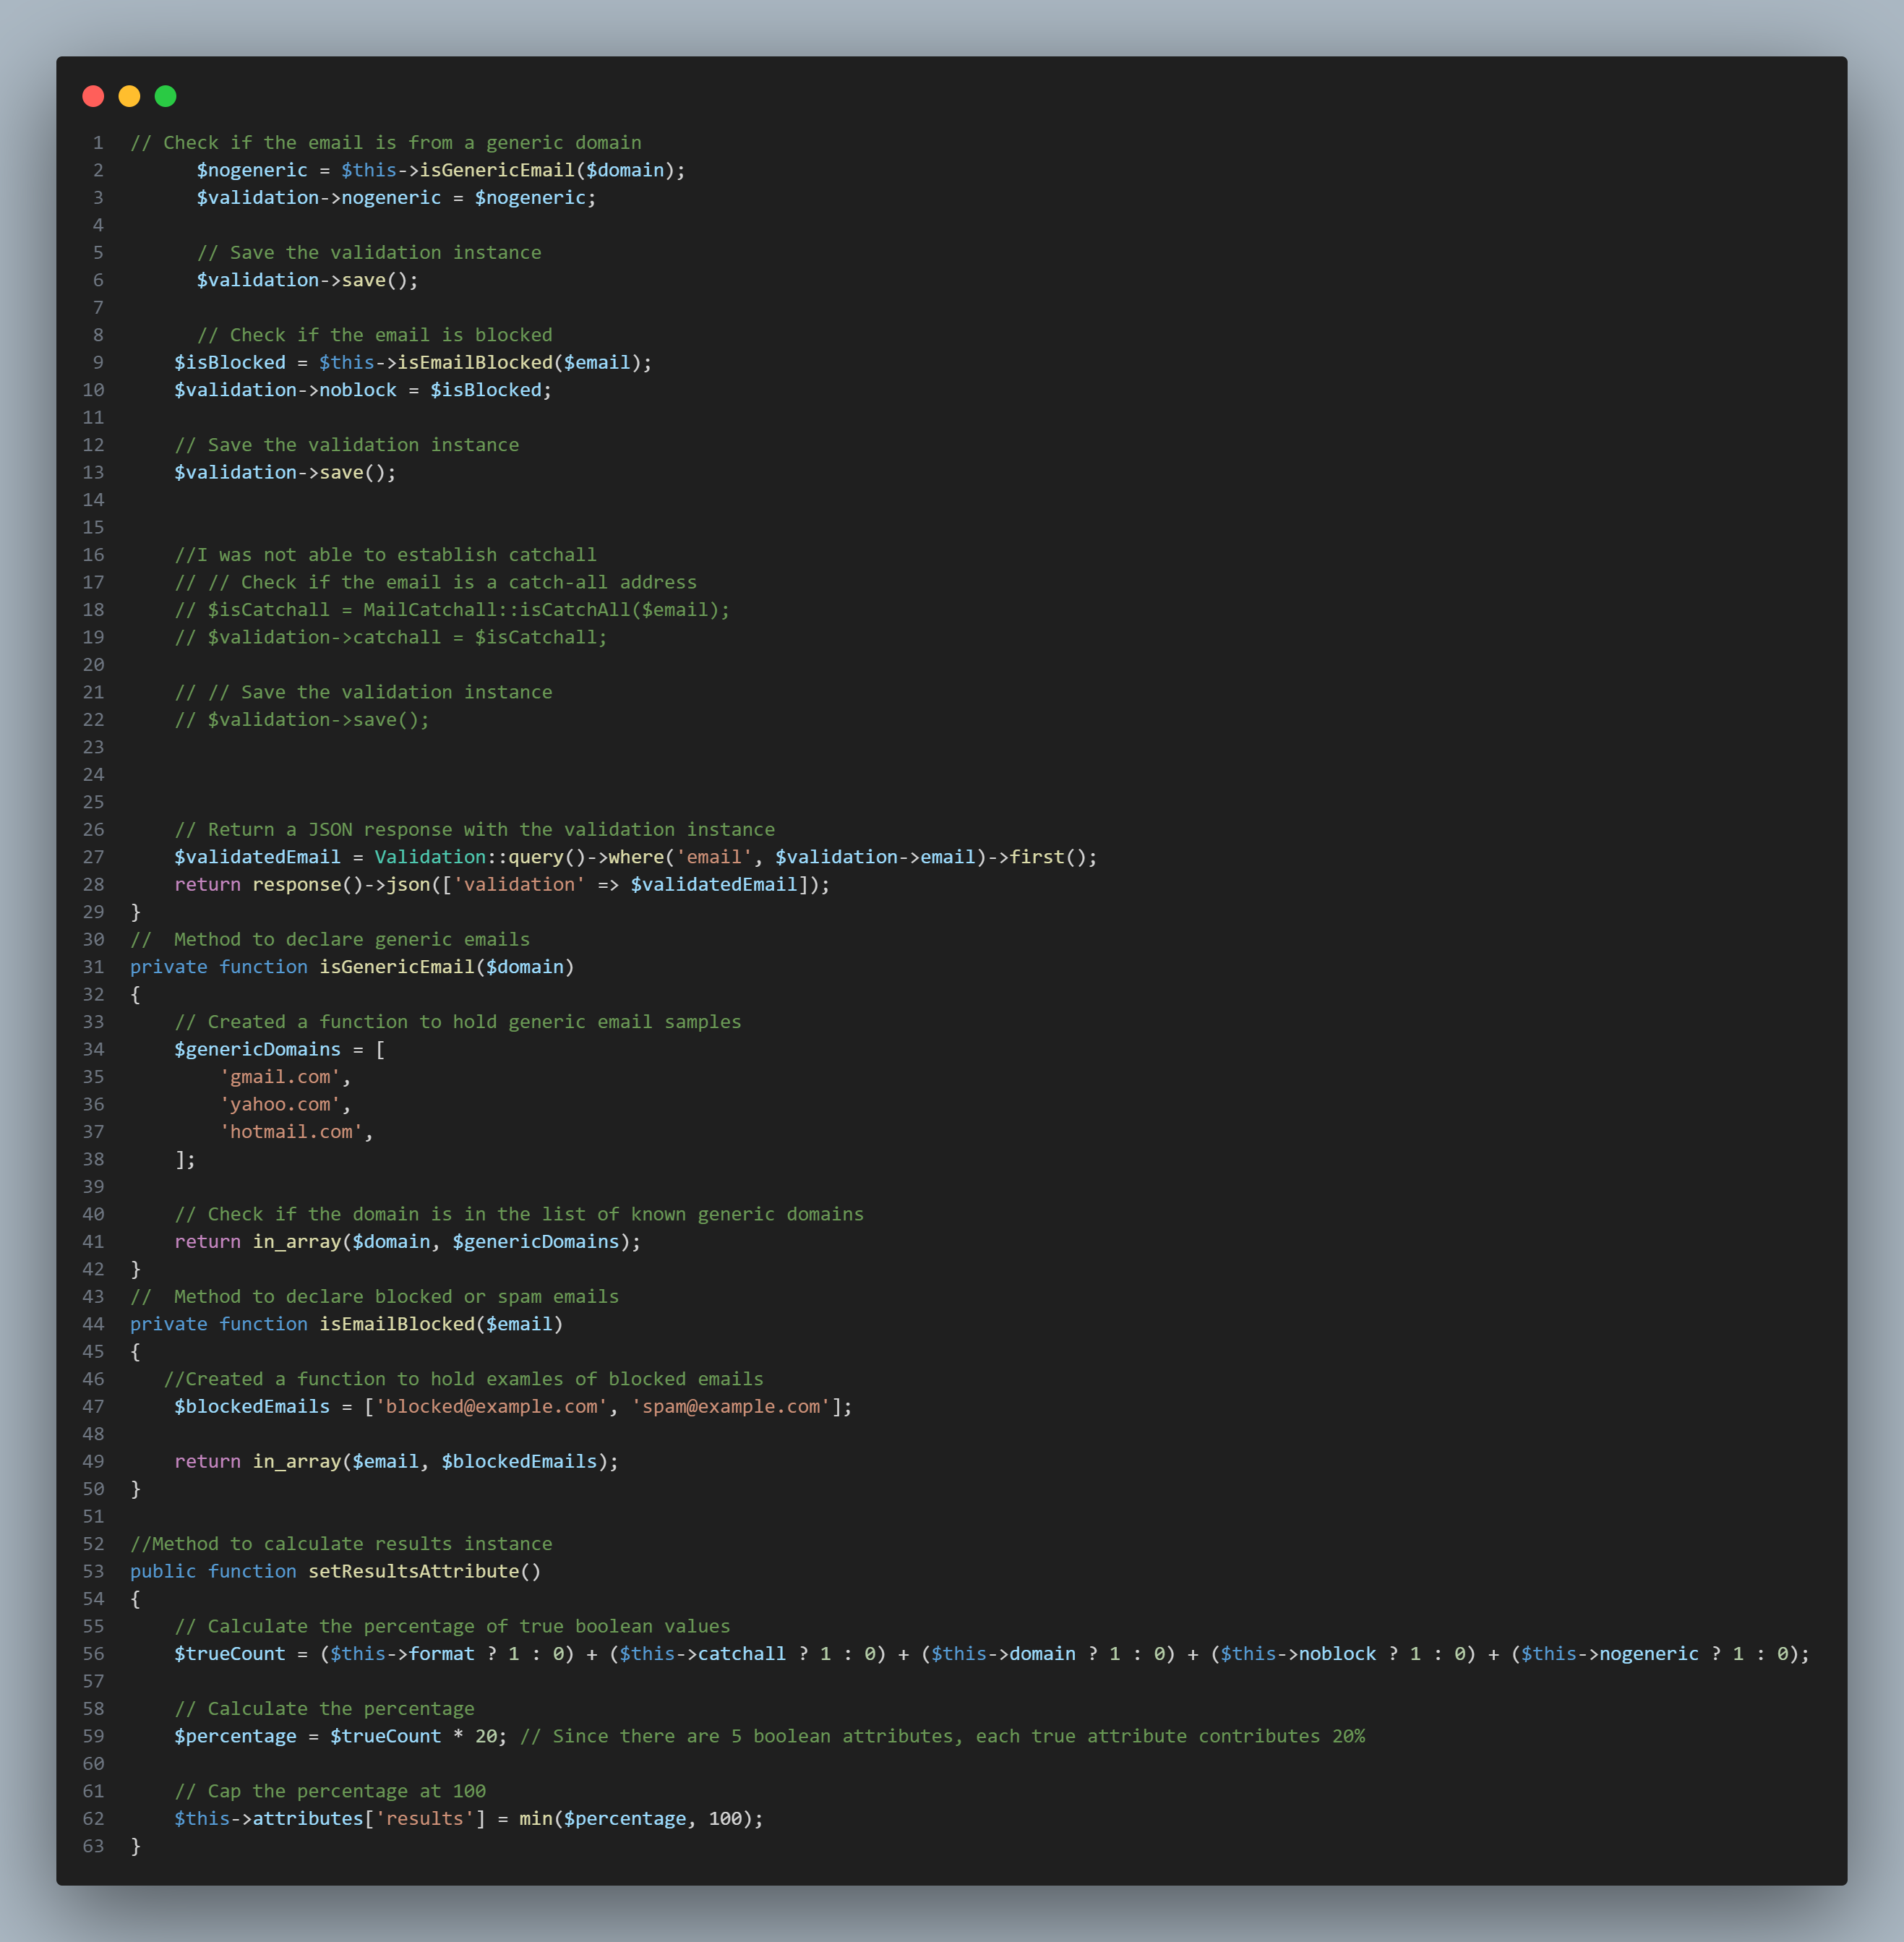 1 // Check if the email is from a generic domain
2 $nogeneric = $this->isGenericEmail($domain);
3 $validation->nogeneric = $nogeneric;
4
5 // Save the validation instance
6 $validation->save();
7
8 // Check if the email is blocked
9 $isBlocked = $this->isEmailBlocked($email);
10 $validation->noblock = $isBlocked;
11
12 // Save the validation instance
13 $validation->save();
14
15
16 //I was not able to establish catchall
17 // // Check if the email is a catch-all address
18 // $isCatchall = MailCatchall::isCatchAll($email);
19 // $validation->catchall = $isCatchall;
20
21 // // Save the validation instance
22 // $validation->save();
23
24
25
26 // Return a JSON response with the validation instance
27 $validatedEmail = Validation::query()->where('email', $validation->email)->first();
28 return response()->json(['validation' => $validatedEmail]);
29 }
30 //  Method to declare generic emails
31 private function isGenericEmail($domain)
32 {
33 // Created a function to hold generic email samples
34 $genericDomains = [
35 'gmail.com',
36 'yahoo.com',
37 'hotmail.com',
38 ];
39
40 // Check if the domain is in the list of known generic domains
41 return in_array($domain, $genericDomains);
42 }
43 //  Method to declare blocked or spam emails
44 private function isEmailBlocked($email)
45 {
46 //Created a function to hold examles of blocked emails
47 $blockedEmails = ['blocked@example.com', 'spam@example.com'];
48
49 return in_array($email, $blockedEmails);
50 }
51
52 //Method to calculate results instance
53 public function setResultsAttribute()
54 {
55 // Calculate the percentage of true boolean values
56 $trueCount = ($this->format ? 1 : 0) + ($this->catchall ? 1 : 0) + ($this->domain ? 1 : 0) + ($this->noblock ? 1 : 0) + ($this->nogeneric ? 1 : 0);
57
58 // Calculate the percentage
59 $percentage = $trueCount * 20; // Since there are 5 boolean attributes, each true attribute contributes 20%
60
61 // Cap the percentage at 100
62 $this->attributes['results'] = min($percentage, 100);
63 }